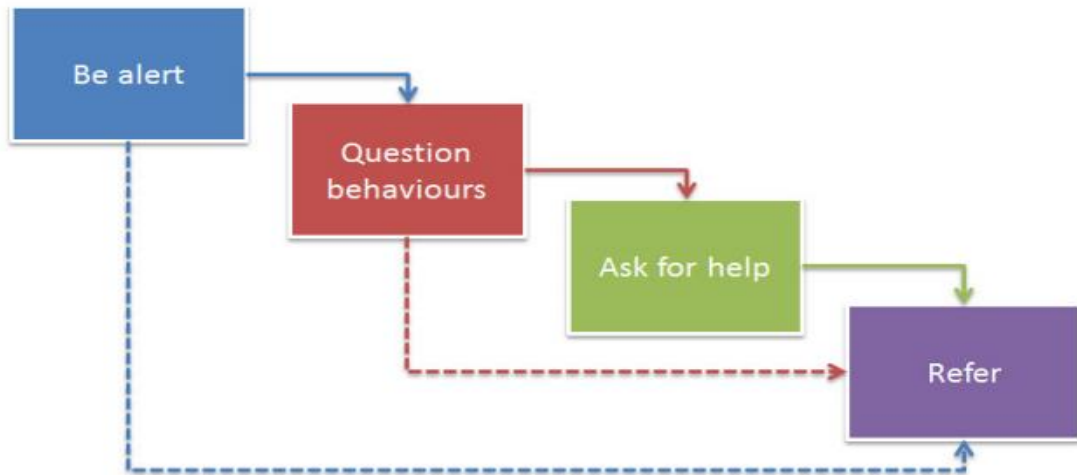 Be alert
Question
behaviours
Ask for help
Refer